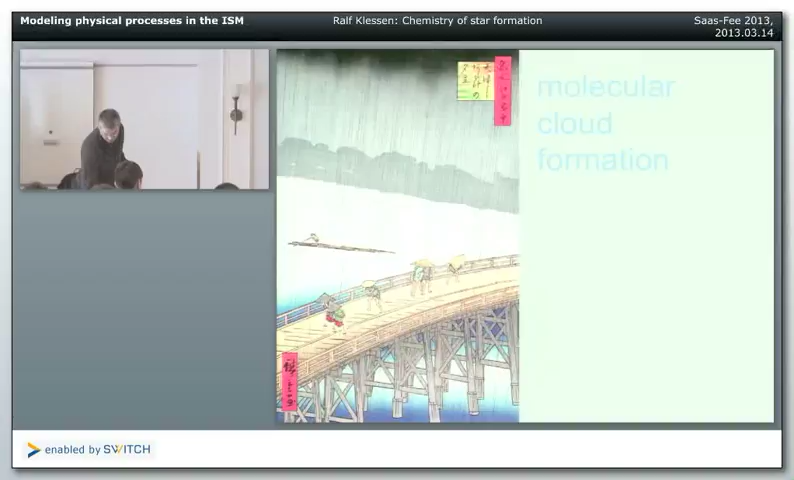 Modeling physical processes in the ISM
Ralf Klessen: Chemistry of star formation
Saas-Fee 2013,
2013.03.14
molecular
cloud
formation
enabled by SWITCH